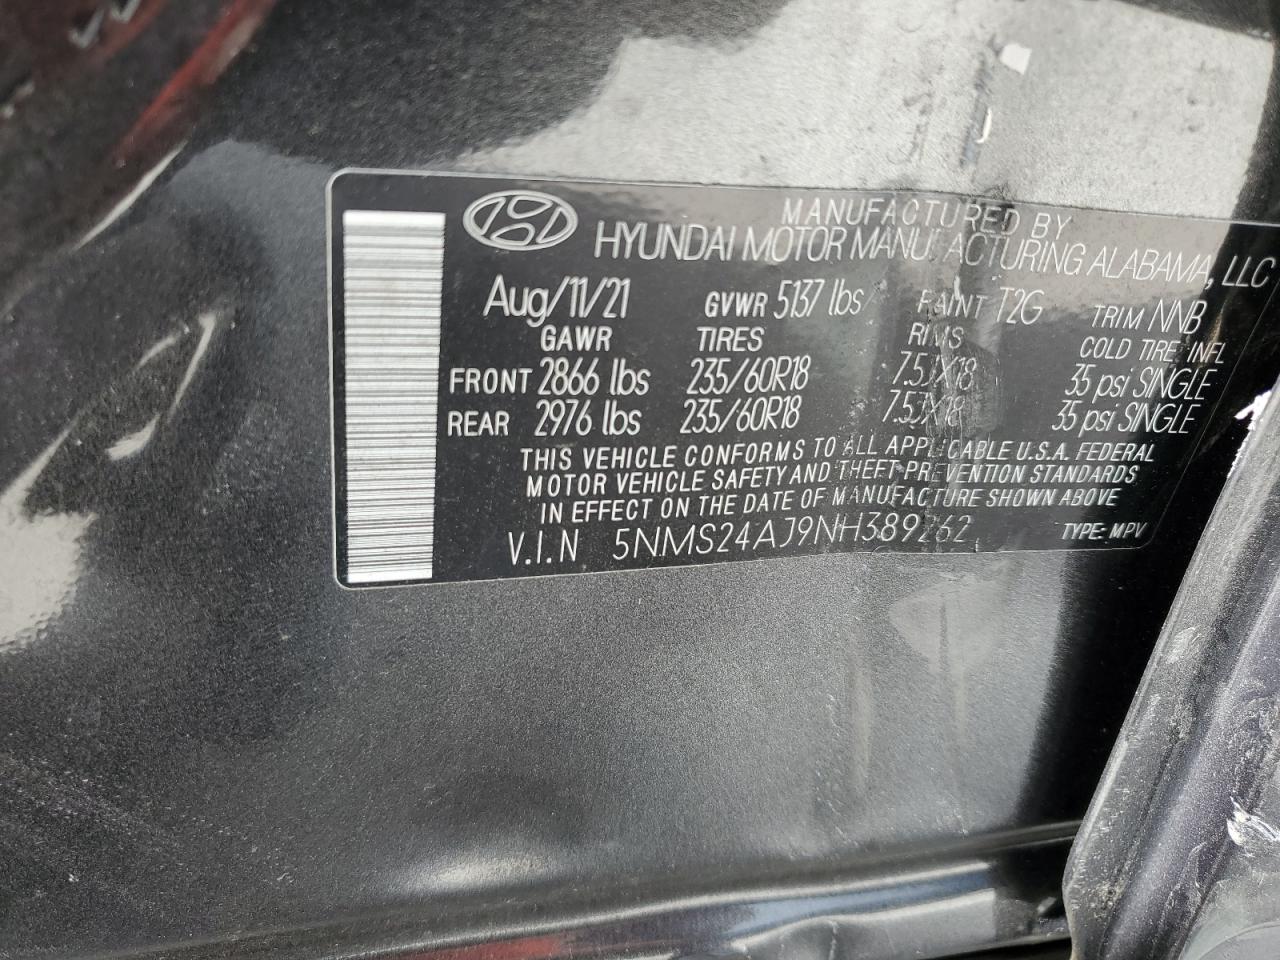 MANUFACTURED BY
HYUNDAI MOTOR MANUFACTURING ALABAMA, LLC
Aug/11/21 GVWR 5137 lbs PAINT T2G TRIM NNB
GAWR TIRES RIMS COLD TIRE INFL
FRONT 2866 lbs 235/60R18 7.5JX18 35 psi SINGLE
REAR 2976 lbs 235/60R18 7.5JX18 35 psi SINGLE
THIS VEHICLE CONFORMS TO ALL APPLICABLE U.S.A. FEDERAL
MOTOR VEHICLE SAFETY AND THEFT PREVENTION STANDARDS
IN EFFECT ON THE DATE OF MANUFACTURE SHOWN ABOVE
V.I.N 5NMS24AJ9NH389262 TYPE: MPV